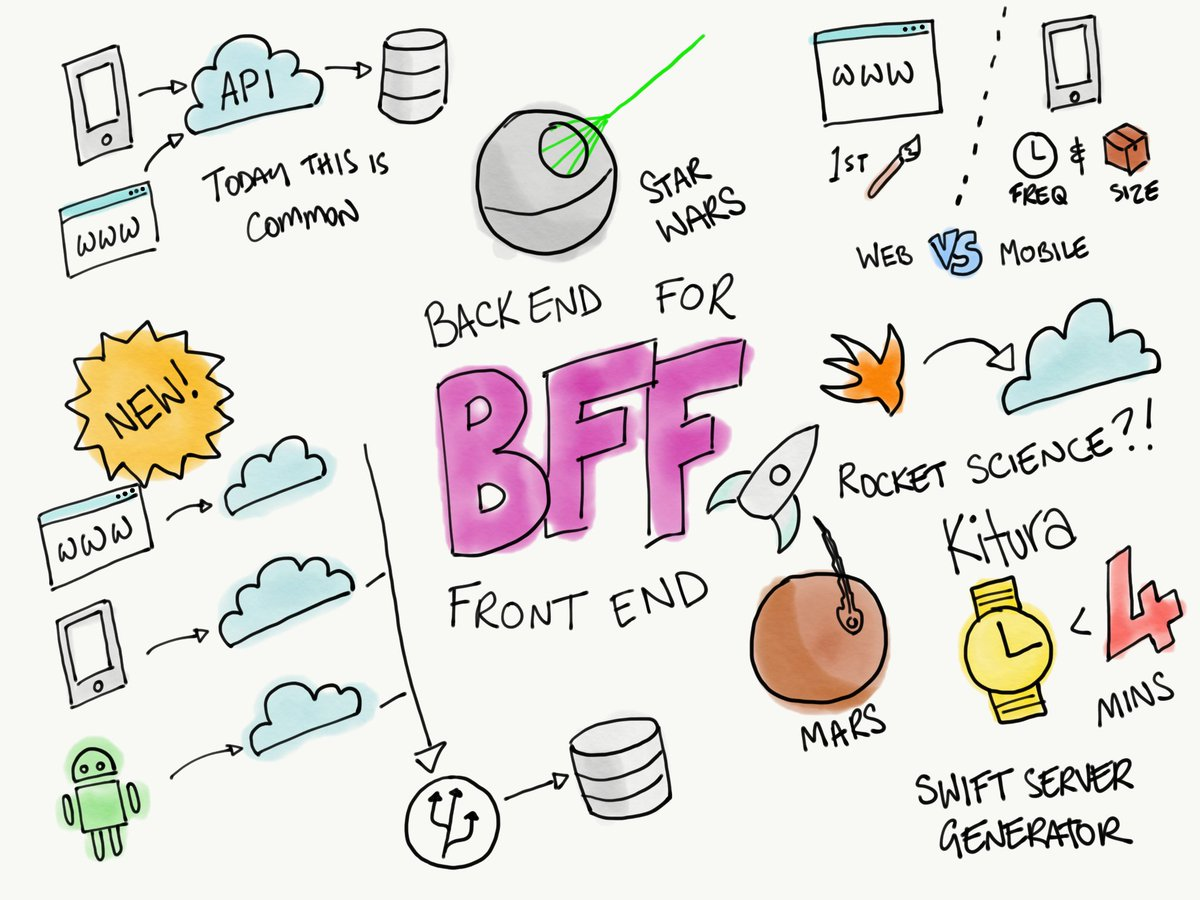 API
WWW
TODAY THIS IS
COMMON
STAR
WARS
WWW
1ST
FREQ & SIZE
WEB VS MOBILE
BACK END FOR
BFF
FRONT END
NEW!
WWW
ROCKET SCIENCE?!
Kitura
< 4
MINS
MARS
SWIFT SERVER
GENERATOR